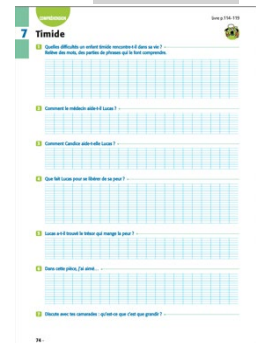 COMPRÉHENSION
Livre p.114-119
7 Timide
1 Quelles difficultés un enfant timide rencontre-t-il dans sa vie ?
Relève des mots, des parties de phrases qui le font comprendre.
2 Comment le médecin aide-t-il Lucas ?
3 Comment Candice aide-t-elle Lucas ?
4 Que fait Lucas pour se libérer de sa peur ?
5 Lucas a-t-il trouvé le trésor qui mange la peur ?
6 Dans cette pièce, j'ai aimé...
7 Discute avec tes camarades : qu'est-ce que c'est que grandir ?
74